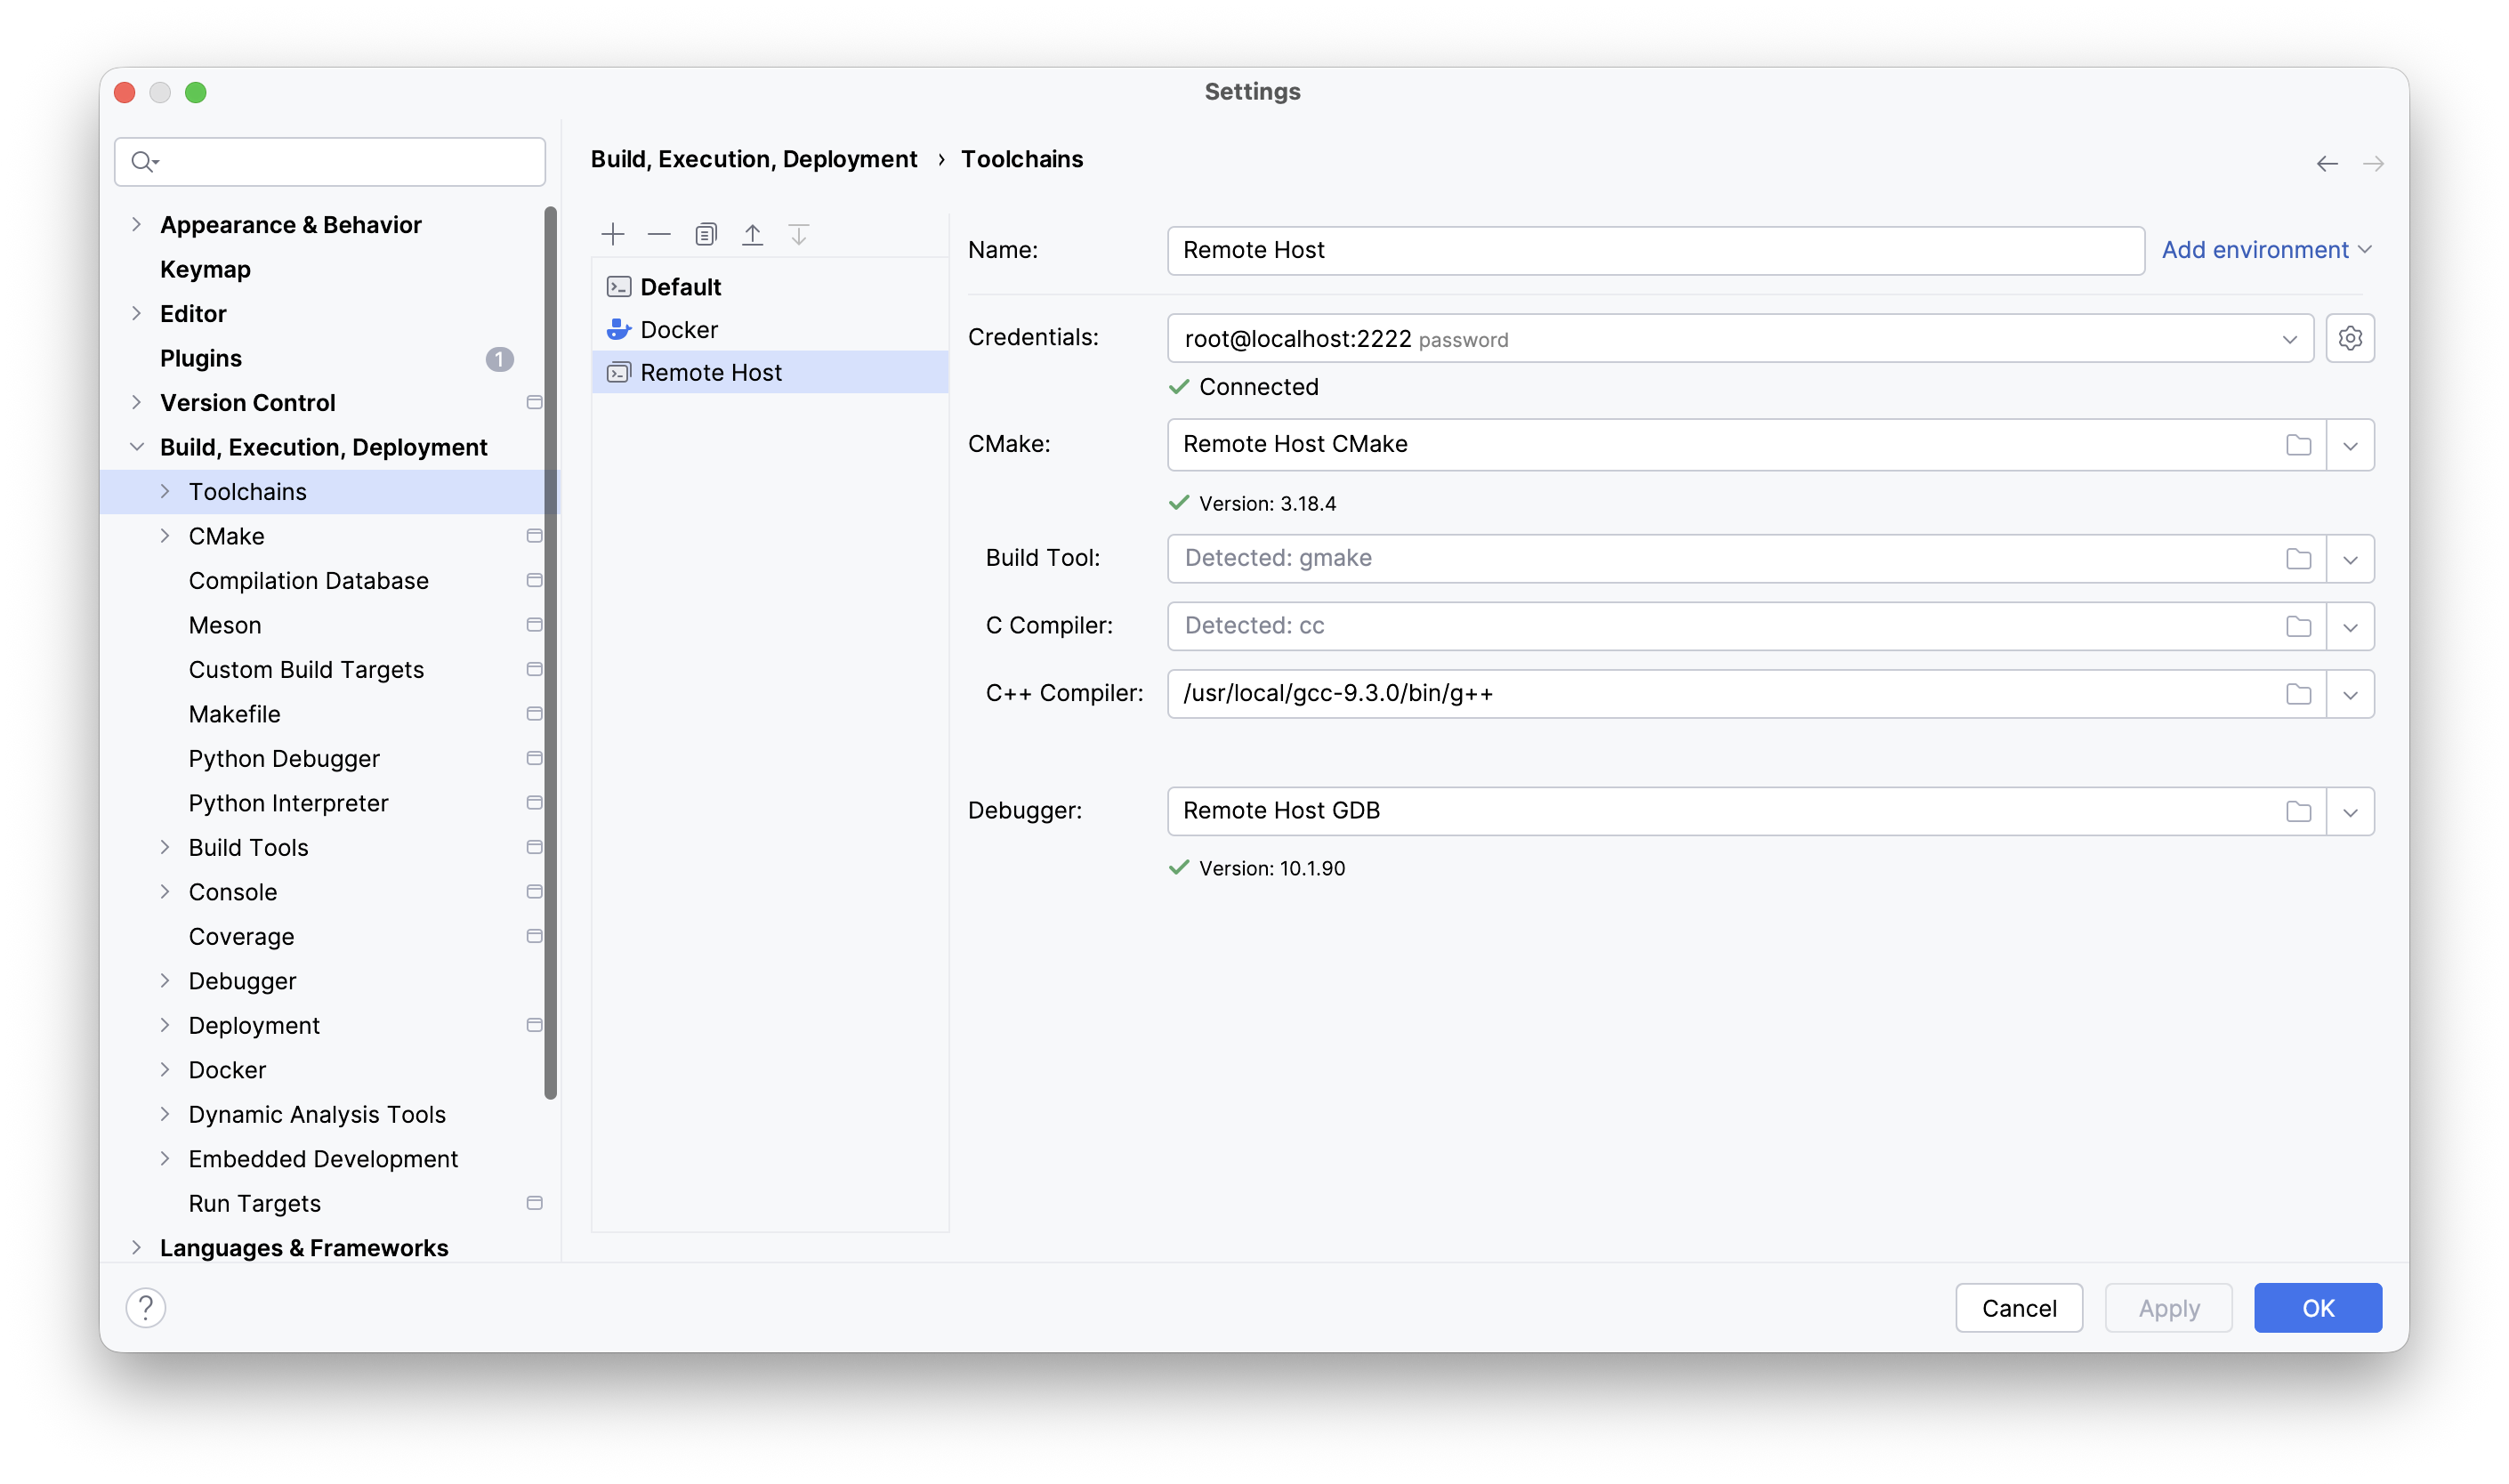 Settings
Build, Execution, Deployment › Toolchains
Appearance & Behavior
Keymap
Editor
Plugins 1
Version Control
Build, Execution, Deployment
Toolchains
CMake
Compilation Database
Meson
Custom Build Targets
Makefile
Python Debugger
Python Interpreter
Build Tools
Console
Coverage
Debugger
Deployment
Docker
Dynamic Analysis Tools
Embedded Development
Run Targets
Languages & Frameworks
Default
Docker
Remote Host
Name: Remote Host Add environment
Credentials: root@localhost:2222 password
Connected
CMake: Remote Host CMake
Version: 3.18.4
Build Tool: Detected: gmake
C Compiler: Detected: cc
C++ Compiler: /usr/local/gcc-9.3.0/bin/g++
Debugger: Remote Host GDB
Version: 10.1.90
? Cancel Apply OK